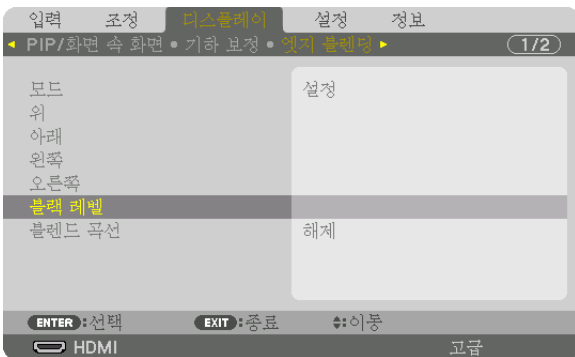 입력 조정 디스플레이 설정 정보
◂ PIP/화면 속 화면 • 기하 보정 • 엣지 블렌딩 ▸ 1/2
모드 설정
위
아래
왼쪽
오른쪽
블랙 레벨
블렌드 곡선 해제
ENTER :선택 EXIT :종료 :이동
HDMI 고급